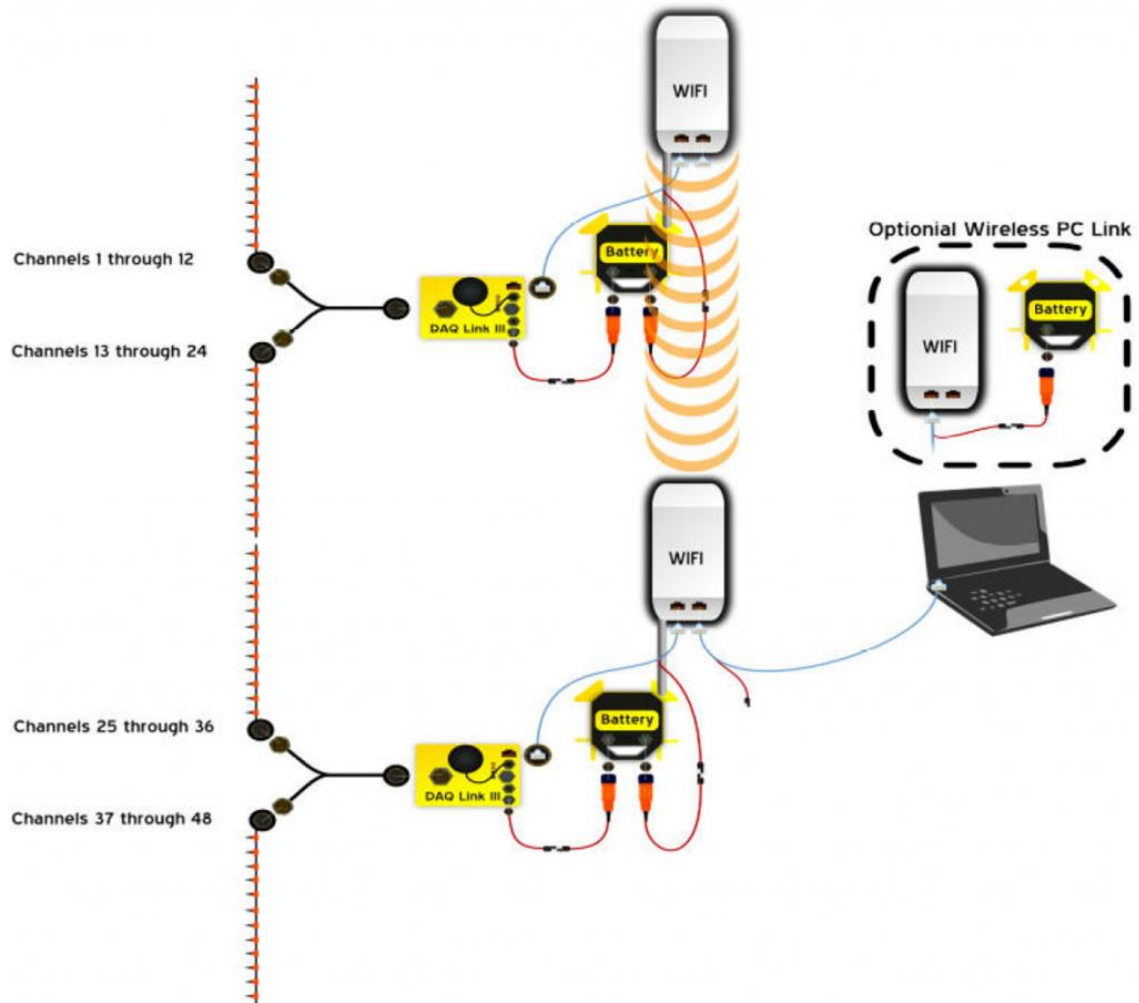 WIFI
Battery
Channels 1 through 12
DAQ Link III
Channels 13 through 24
Optionial Wireless PC Link
WIFI
Battery
WIFI
Channels 25 through 36
Battery
DAQ Link III
Channels 37 through 48